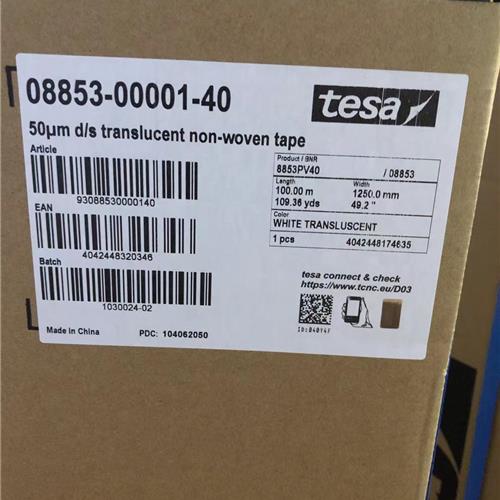 08853-00001-40
tesa
50µm d/s translucent non-woven tape
Article
93088530000140
EAN
4042448320346
Batch
1030024-02
Product / BNR
8853PV40 / 08853
Length Width
100.00 m 1250.0 mm
109.36 yds 49.2"
Color
WHITE TRANSLUCENT
1 pcs 4042448174635
tesa connect & check
https://www.tcnc.eu/D03
Made in China PDC: 104062050